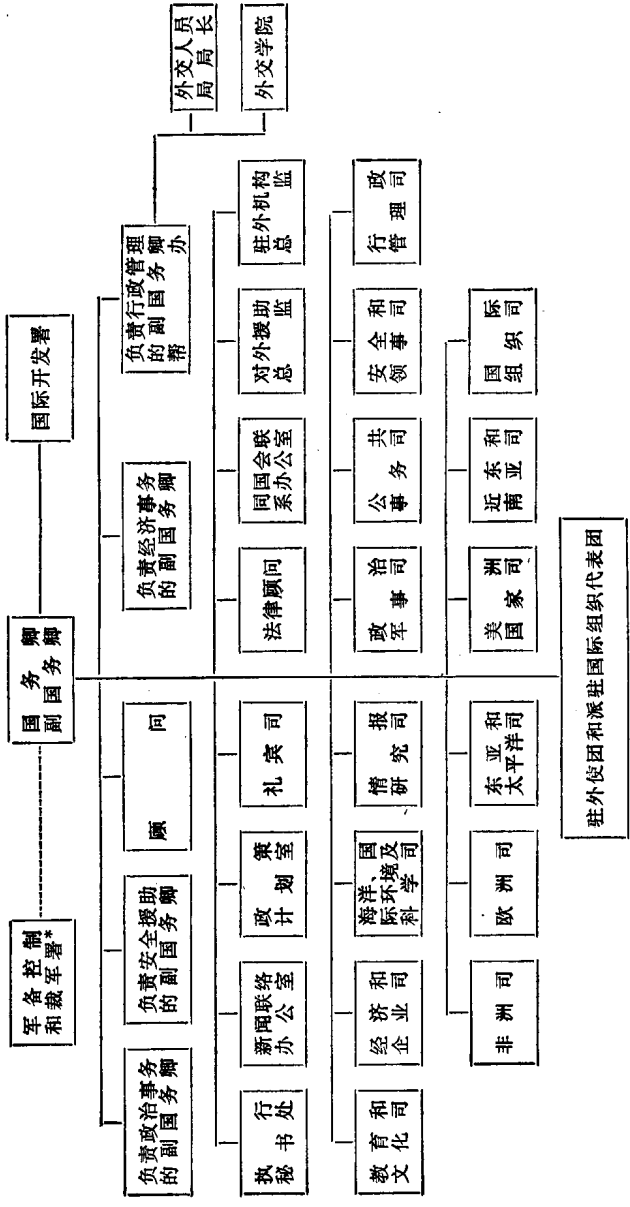 军备控制
和裁军署*
国务卿
副国务卿
国际开发署
负责政治事务
的副国务卿
负责安全援助
的副国务卿
顾问
负责经济事务
的副国务卿
负责行政管理
的副国务卿
帮办
外交人员
局局长
外交学院
执行
秘书处
新闻联络
办公室
政策
计划室
礼宾司
法律顾问
同国会联
系办公室
对外援助
总监
驻外机构
总监
教育和
文化司
经济和
企业司
海洋、国
际环境及
科学司
情报
研究司
政治
军事司
公共
事务司
安全和
领事司
行政
管理司
非洲司
欧洲司
东亚和
太平洋司
美洲
国家司
近东和
南亚司
国际
组织司
驻外使团和派驻国际组织代表团